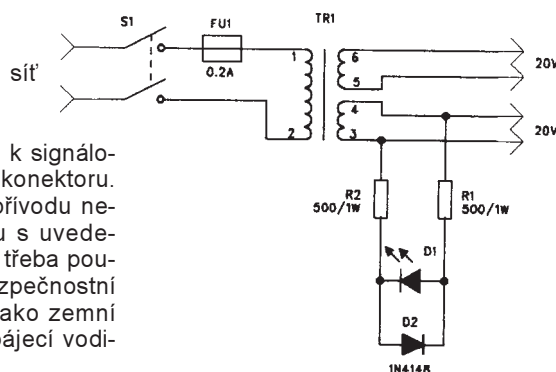 S1
FU1
0.2A
TR1
1
2
6
5
4
3
20V
20V
síť
k signálo-
konektoru.
přívodu ne-
u s uvede-
třeba pou-
zpečnostní
ako zemní
ájecí vodi-
R2
500/1W
R1
500/1W
D1
D2
1N4148